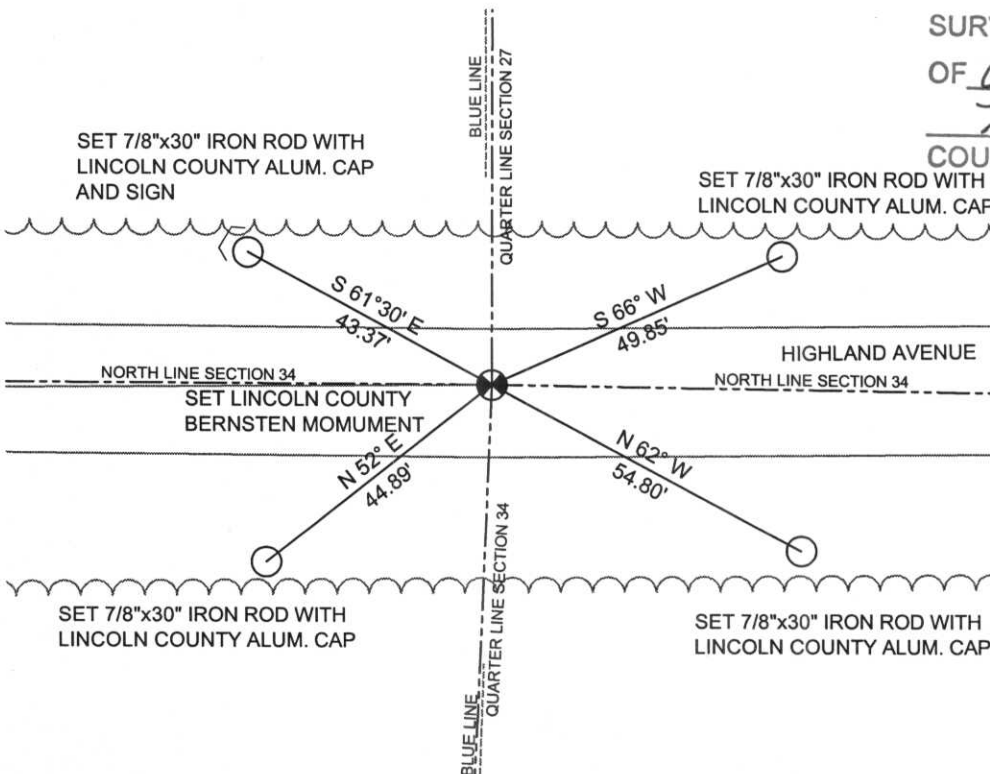 SURV
OF
COU
BLUE LINE
QUARTER LINE SECTION 27
SET 7/8"x30" IRON ROD WITH
LINCOLN COUNTY ALUM. CAP
AND SIGN
SET 7/8"x30" IRON ROD WITH
LINCOLN COUNTY ALUM. CAP
S 61°30' E
43.37'
S 66° W
49.85'
HIGHLAND AVENUE
NORTH LINE SECTION 34
NORTH LINE SECTION 34
SET LINCOLN COUNTY
BERNSTEN MOMUMENT
N 52° E
44.89'
N 62° W
54.80'
QUARTER LINE SECTION 34
BLUE LINE
SET 7/8"x30" IRON ROD WITH
LINCOLN COUNTY ALUM. CAP
SET 7/8"x30" IRON ROD WITH
LINCOLN COUNTY ALUM. CAP